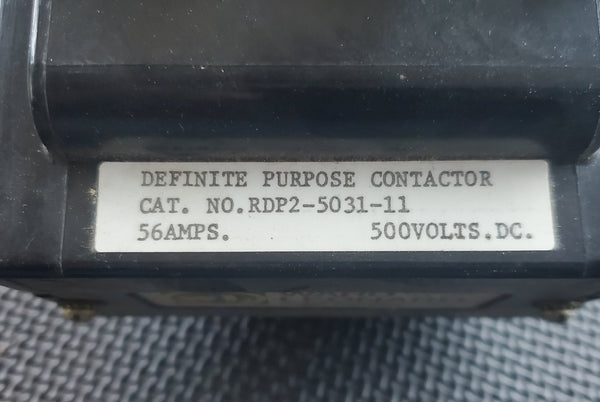 DEFINITE PURPOSE CONTACTOR
CAT. NO.RDP2-5031-11
56AMPS. 500VOLTS.DC.